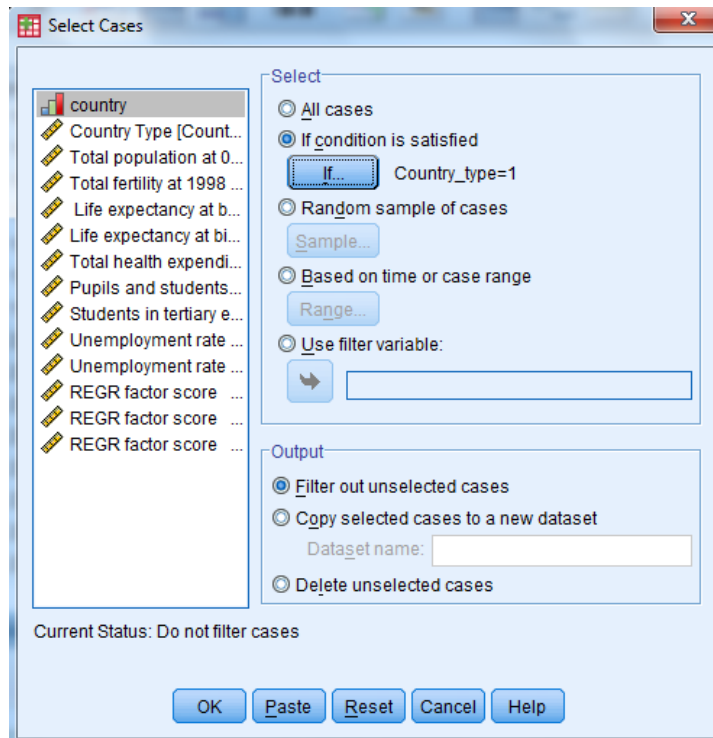 Select Cases
X
country
Country Type [Count...
Total population at 0...
Total fertility at 1998 ...
Life expectancy at b...
Life expectancy at bi...
Total health expendi...
Pupils and students...
Students in tertiary e...
Unemployment rate ...
Unemployment rate ...
REGR factor score ...
REGR factor score ...
REGR factor score ...
Select
All cases
If condition is satisfied
If... Country_type=1
Random sample of cases
Sample...
Based on time or case range
Range...
Use filter variable:
Output
Filter out unselected cases
Copy selected cases to a new dataset
Dataset name:
Delete unselected cases
Current Status: Do not filter cases
OK Paste Reset Cancel Help